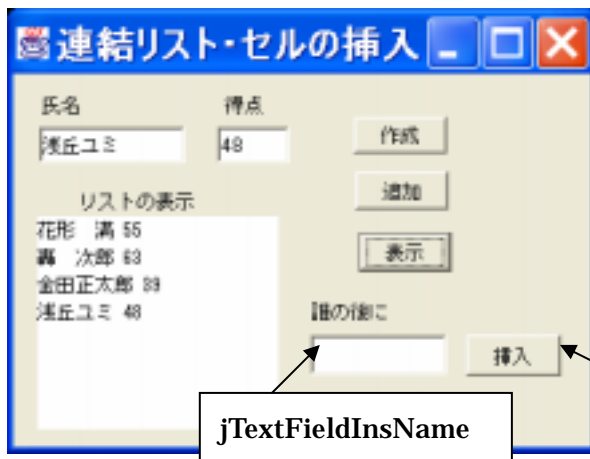 連結リスト・セルの挿入
氏名 得点
浅丘ユミ 48
作成
追加
リストの表示
花形 満 55
表示
轟 次郎 63
金田正太郎 39
浅丘ユミ 48
誰の後に
挿入
jTextFieldInsName